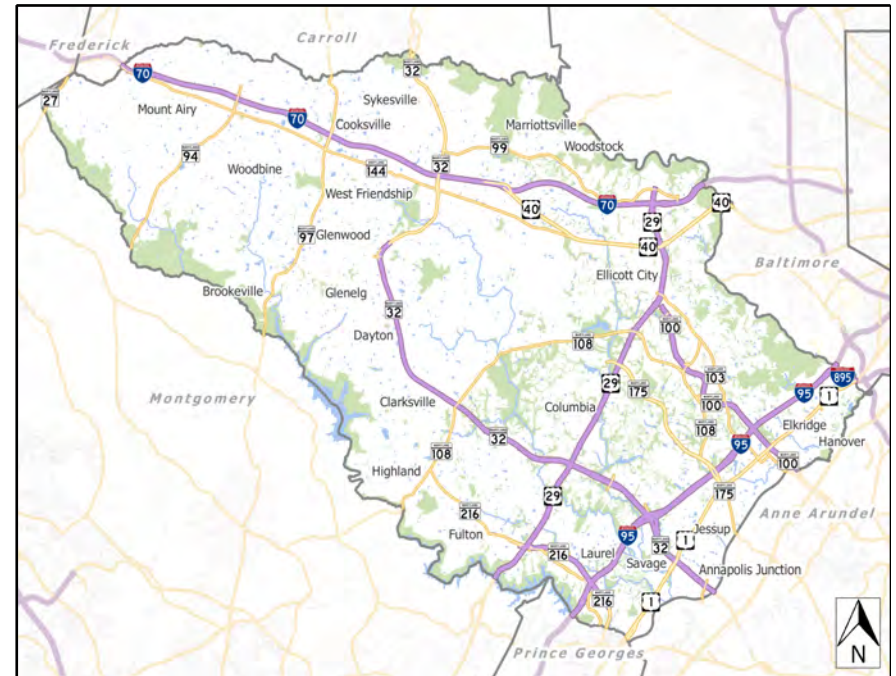 Frederick
Carroll
70
32
27
Mount Airy
Sykesville
70
Cooksville
Marriottsville
94
99
Woodstock
Woodbine
144
32
West Friendship
40
70
29
40
97
Glenwood
40
Baltimore
Ellicott City
Brookeville
Glenelg
32
Dayton
100
108
Montgomery
29
175
103
895
95
1
Clarksville
Columbia
100
Elkridge
108
32
108
95
Hanover
Highland
100
29
175
216
Anne Arundel
Fulton
95
Jessup
1
216
Laurel
32
Savage
Annapolis Junction
216
1
Prince Georges
N